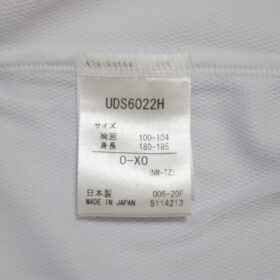 UDS6022H
サイズ
胸囲 100-104
身長 180-185
O-XO
(NM-TZ)
日本製 006-20F
MADE IN JAPAN 5114213